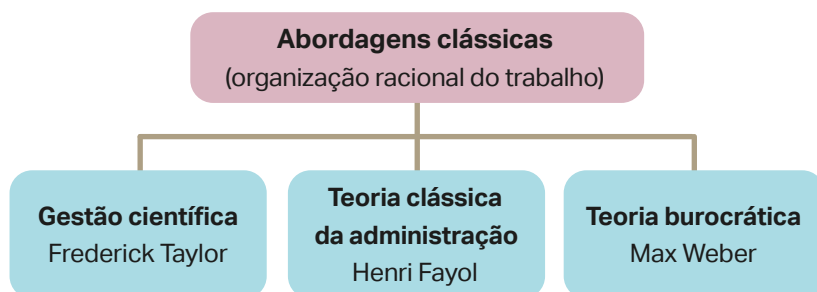 Abordagens clássicas
(organização racional do trabalho)
Gestão científica
Frederick Taylor
Teoria clássica
da administração
Henri Fayol
Teoria burocrática
Max Weber